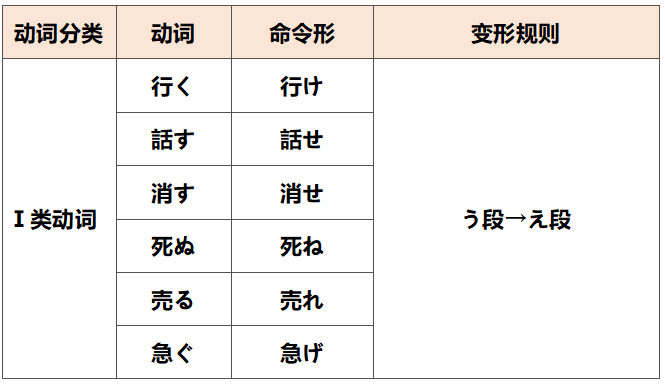 动词分类 动词 命令形 变形规则
I 类动词 行く 行け う段→え段
話す 話せ
消す 消せ
死ぬ 死ね
売る 売れ
急ぐ 急げ